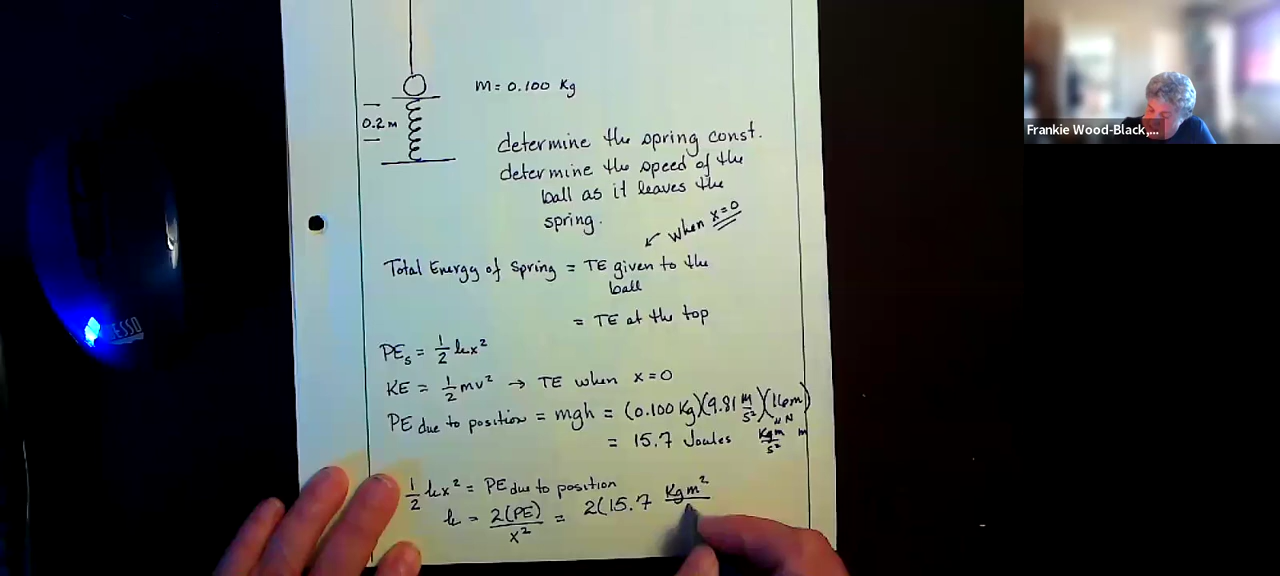 m = 0.100 Kg
0.2 m
determine the spring const.
determine the speed of the
ball as it leaves the
spring.
when x=0
Total Energy of Spring = TE given to the
ball
= TE at the top
PEs = 1/2 kx²
KE = 1/2 mv² → TE when x=0
PE due to position = mgh = (0.100 Kg)(9.81 m/s²)(16m)
= 15.7 Joules Kgm/s² m
" N
1/2 kx² = PE due to position
k = 2(PE)/x² = 2(15.7 Kgm²
Frankie Wood-Black,...